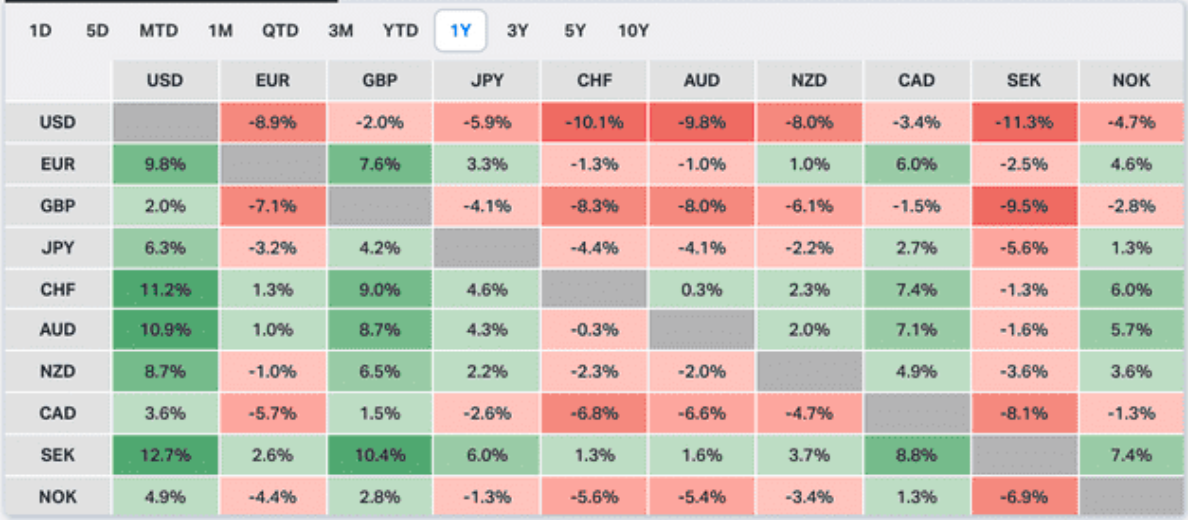 1D 5D MTD 1M QTD 3M YTD 1Y 3Y 5Y 10Y
USD EUR GBP JPY CHF AUD NZD CAD SEK NOK
USD -8.9% -2.0% -5.9% -10.1% -9.8% -8.0% -3.4% -11.3% -4.7%
EUR 9.8% 7.6% 3.3% -1.3% -1.0% 1.0% 6.0% -2.5% 4.6%
GBP 2.0% -7.1% -4.1% -8.3% -8.0% -6.1% -1.5% -9.5% -2.8%
JPY 6.3% -3.2% 4.2% -4.4% -4.1% -2.2% 2.7% -5.6% 1.3%
CHF 11.2% 1.3% 9.0% 4.6% 0.3% 2.3% 7.4% -1.3% 6.0%
AUD 10.9% 1.0% 8.7% 4.3% -0.3% 2.0% 7.1% -1.6% 5.7%
NZD 8.7% -1.0% 6.5% 2.2% -2.3% -2.0% 4.9% -3.6% 3.6%
CAD 3.6% -5.7% 1.5% -2.6% -6.8% -6.6% -4.7% -8.1% -1.3%
SEK 12.7% 2.6% 10.4% 6.0% 1.3% 1.6% 3.7% 8.8% 7.4%
NOK 4.9% -4.4% 2.8% -1.3% -5.6% -5.4% -3.4% 1.3% -6.9%